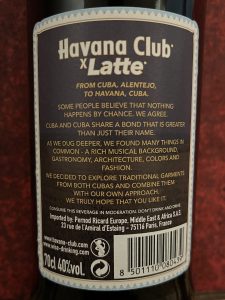 Havana Club
x Latte
FROM CUBA, ALENTEJO,
TO HAVANA, CUBA.
SOME PEOPLE BELIEVE THAT NOTHING
HAPPENS BY CHANCE. WE AGREE.
CUBA AND CUBA SHARE A BOND THAT IS GREATER
THAN JUST THEIR NAME.
AS WE DUG DEEPER, WE FOUND MANY THINGS IN
COMMON - A RICH MUSICAL BACKGROUND,
GASTRONOMY, ARCHITECTURE, COLORS AND
FASHION.
WE DECIDED TO EXPLORE TRADITIONAL GARMENTS
FROM BOTH CUBAS AND COMBINE THEM
WITH OUR OWN APPROACH.
WE TRULY HOPE THAT YOU LIKE IT.
CONSUME THIS BEVERAGE IN MODERATION. DON'T DRINK AND DRIVE.
Imported by: Pernod Ricard Europe, Middle East & Africa S.A.S.
23 rue de l'Amiral d'Estaing - 75116 Paris. France
www.havana-club.com
www.wise-drinking.com
70cl 40%vol.